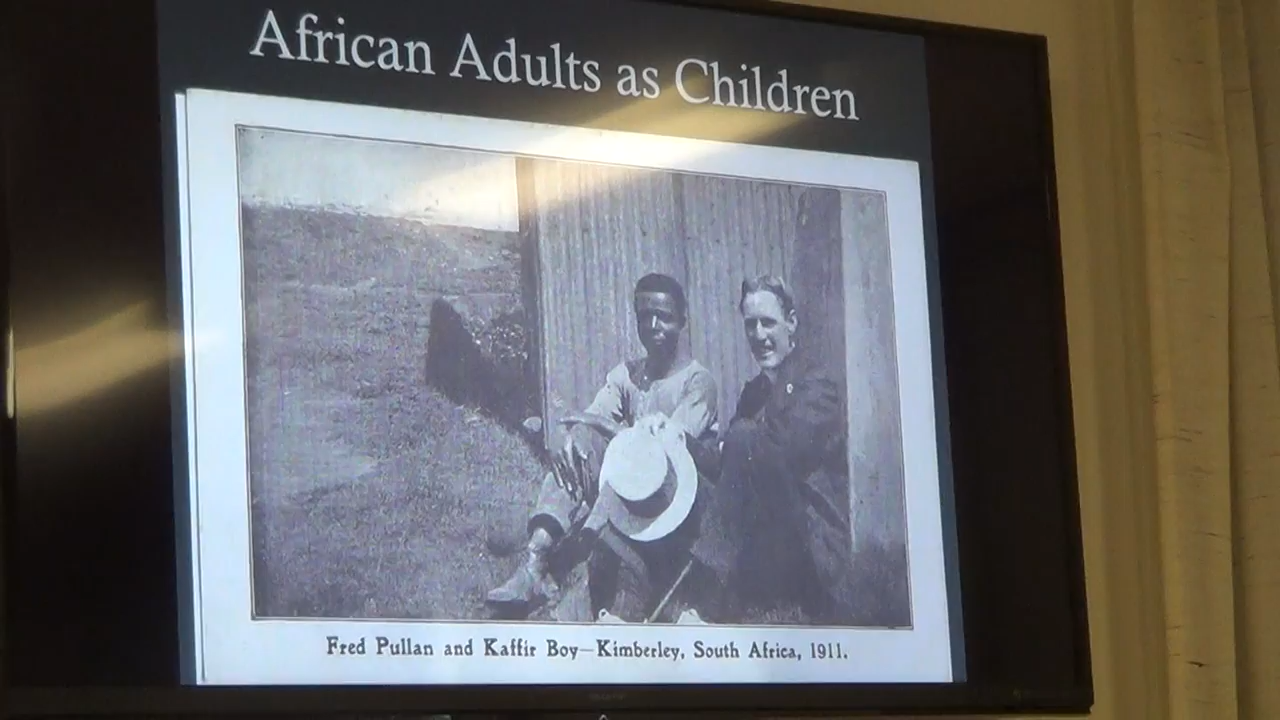 African Adults as Children
Fred Pullan and Kaffir Boy—Kimberley, South Africa, 1911.